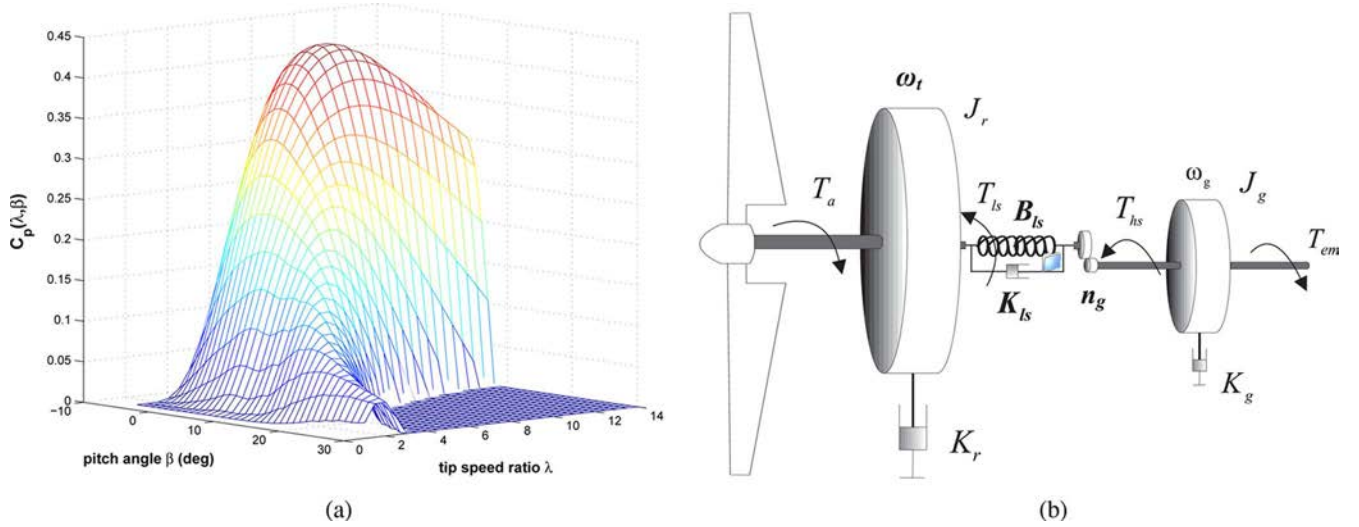 0.45
0.4
0.35
0.3
0.25
0.2
0.15
0.1
0.05
0
C_p(λ,β)
−10
0
10
20
30
pitch angle β (deg)
0
2
4
6
8
10
12
14
tip speed ratio λ
(a)
ω_t
J_r
T_a
T_ls
B_ls
K_ls
n_g
T_hs
ω_g
J_g
T_em
K_r
K_g
(b)